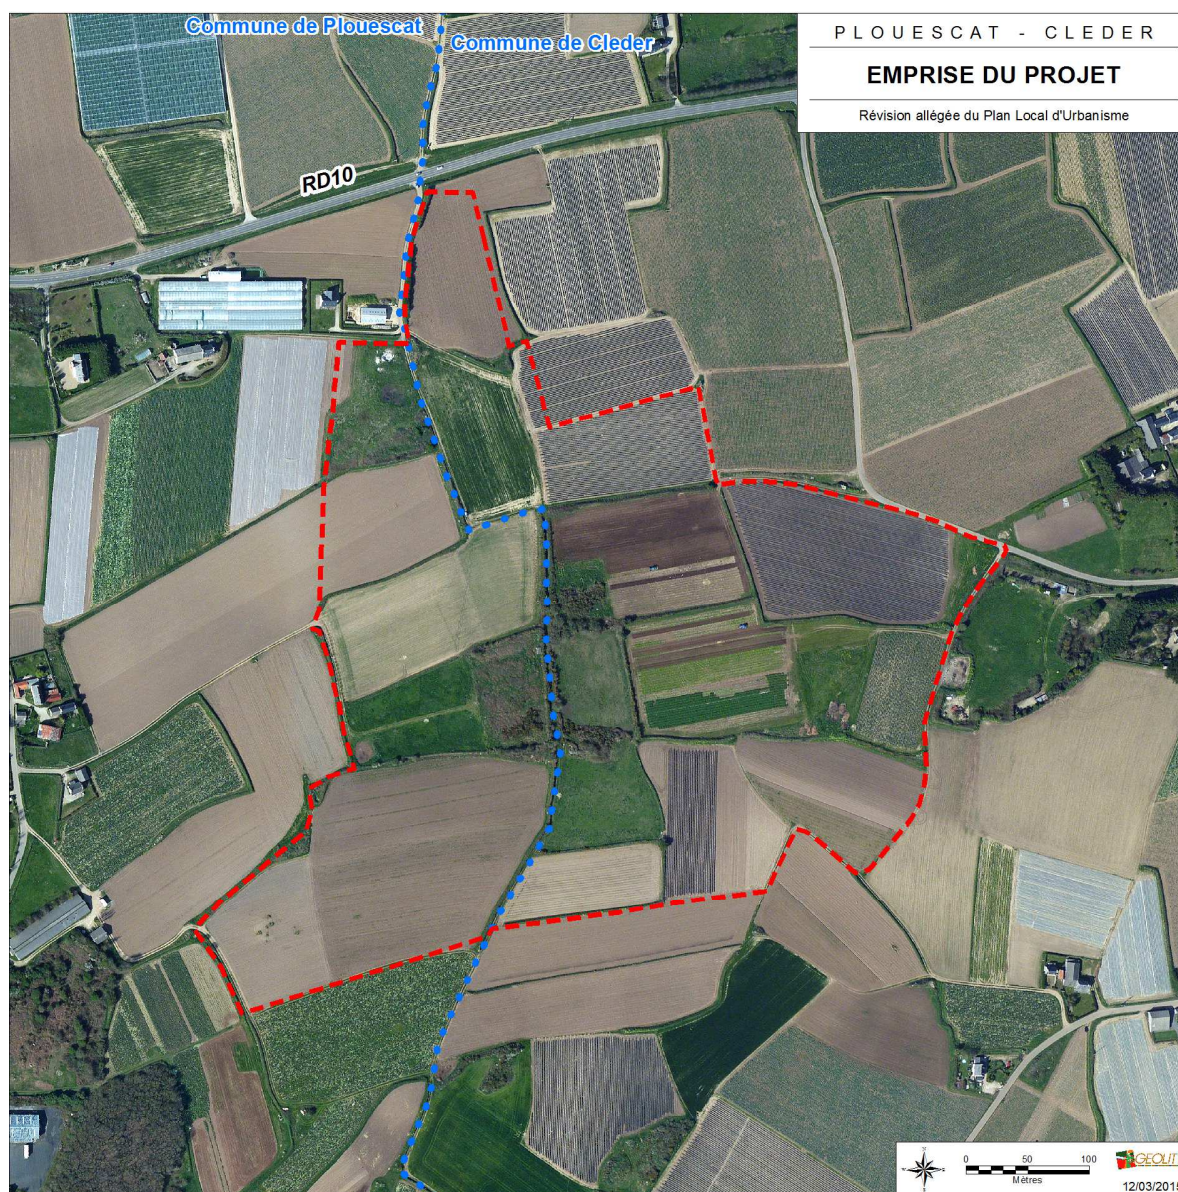 Commune de Plouescat
Commune de Cleder
PLOUESCAT - CLEDER
EMPRISE DU PROJET
Révision allégée du Plan Local d'Urbanisme
RD10
0 50 100
Mètres
GEOLIT
12/03/2015